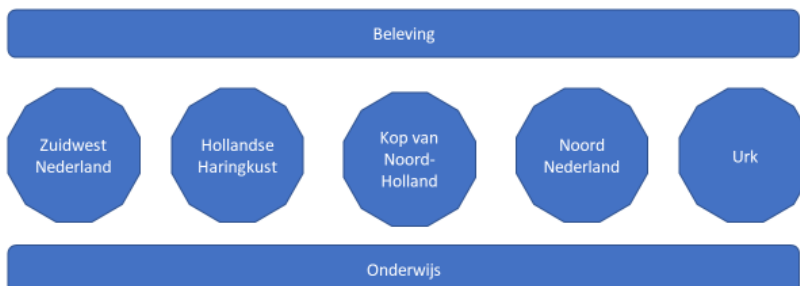 Beleving
Zuidwest
Nederland
Hollandse
Haringkust
Kop van
Noord-
Holland
Noord
Nederland
Urk
Onderwijs